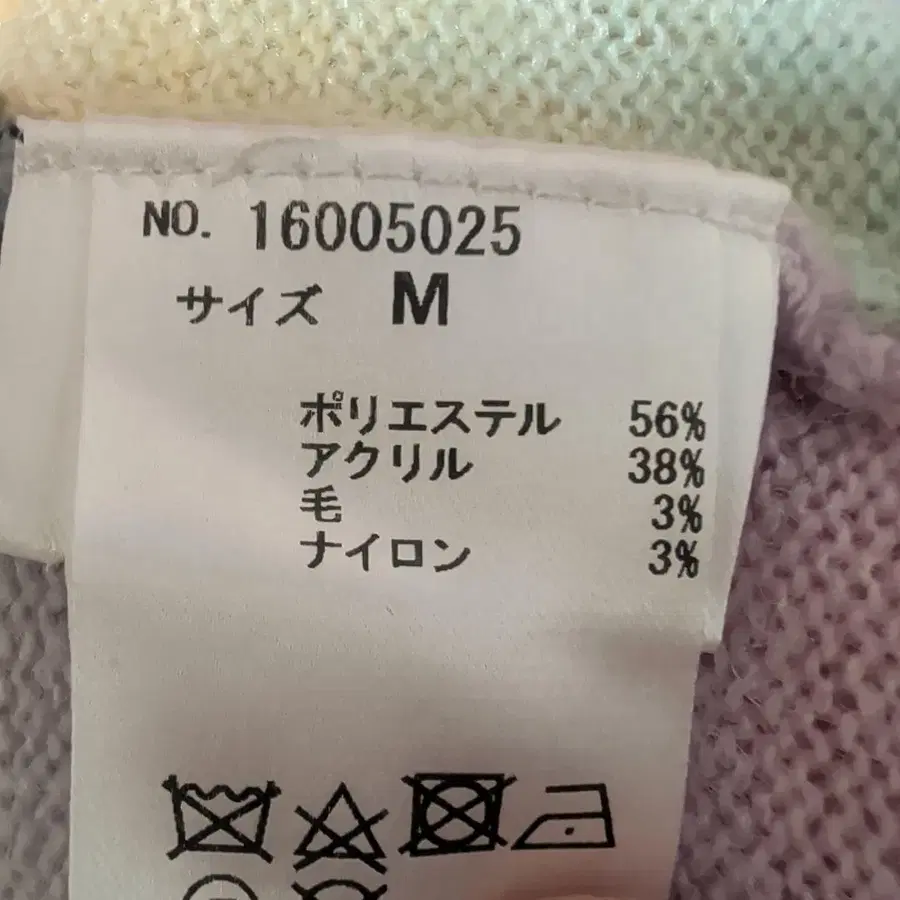 NO. 16005025
サイズ M
ポリエステル 56%
アクリル 38%
毛 3%
ナイロン 3%